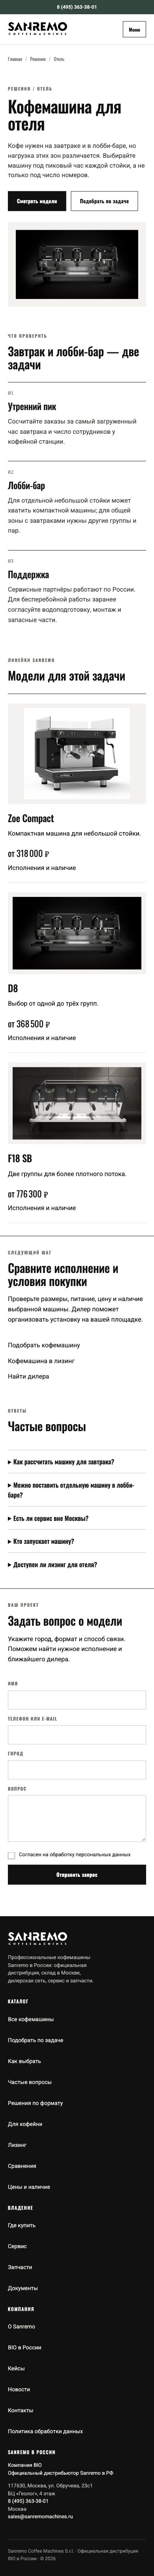 8 (495) 363-38-01
SANREMO
COFFEEMACHINES
Меню
Главная / Решения / Отель
РЕШЕНИЯ / ОТЕЛЬ
Кофемашина для
отеля
Кофе нужен на завтраке и в лобби-баре, но
нагрузка этих зон различается. Выбирайте
машину под пиковый час каждой стойки, а не
только под число номеров.
Смотреть модели
Подобрать по задаче
ЧТО ПРОВЕРИТЬ
Завтрак и лобби-бар — две
задачи
01
Утренний пик
Сосчитайте заказы за самый загруженный
час завтрака и число сотрудников у
кофейной станции.
02
Лобби-бар
Для отдельной небольшой стойки может
хватить компактной машины; для общей
зоны с завтраками нужны другие группы и
пар.
03
Поддержка
Сервисные партнёры работают по России.
Для бесперебойной работы заранее
согласуйте водоподготовку, монтаж и
запасные части.
ЛИНЕЙКИ SANREMO
Модели для этой задачи
Zoe Compact
Компактная машина для небольшой стойки.
от 318 000 ₽
Исполнения и наличие
D8
Выбор от одной до трёх групп.
от 368 500 ₽
Исполнения и наличие
F18 SB
Две группы для более плотного потока.
от 776 300 ₽
Исполнения и наличие
СЛЕДУЮЩИЙ ШАГ
Сравните исполнение и
условия покупки
Проверьте размеры, питание, цену и наличие
выбранной машины. Дилер поможет
организовать установку на вашей площадке.
Подобрать кофемашину
Кофемашина в лизинг
Найти дилера
ОТВЕТЫ
Частые вопросы
Как рассчитать машину для завтрака?
Можно поставить отдельную машину в лобби-
баре?
Есть ли сервис вне Москвы?
Кто запускает машину?
Доступен ли лизинг для отеля?
ВАШ ПРОЕКТ
Задать вопрос о модели
Укажите город, формат и способ связи.
Поможем найти нужное исполнение и
ближайшего дилера.
ИМЯ
ТЕЛЕФОН ИЛИ E-MAIL
ГОРОД
ВОПРОС
Согласен на обработку персональных данных
Отправить запрос
SANREMO
COFFEEMACHINES
Профессиональные кофемашины
Sanremo в России: официальная
дистрибуция, склад в Москве,
дилерская сеть, сервис и запчасти.
КАТАЛОГ
Все кофемашины
Подобрать по задаче
Как выбрать
Частые вопросы
Решения по формату
Для кофейни
Лизинг
Сравнения
Цены и наличие
ВЛАДЕНИЕ
Где купить
Сервис
Запчасти
Документы
КОМПАНИЯ
О Sanremo
BIO в России
Кейсы
Новости
Контакты
Политика обработки данных
SANREMO В РОССИИ
Компания BIO
Официальный дистрибьютор Sanremo в РФ
117630, Москва, ул. Обручева, 23с1
БЦ «Геолог», 4 этаж
8 (495) 363-38-01
Москва
sales@sanremomachines.ru
Sanremo Coffee Machines S.r.l. · Официальная дистрибуция
BIO в России · © 2026